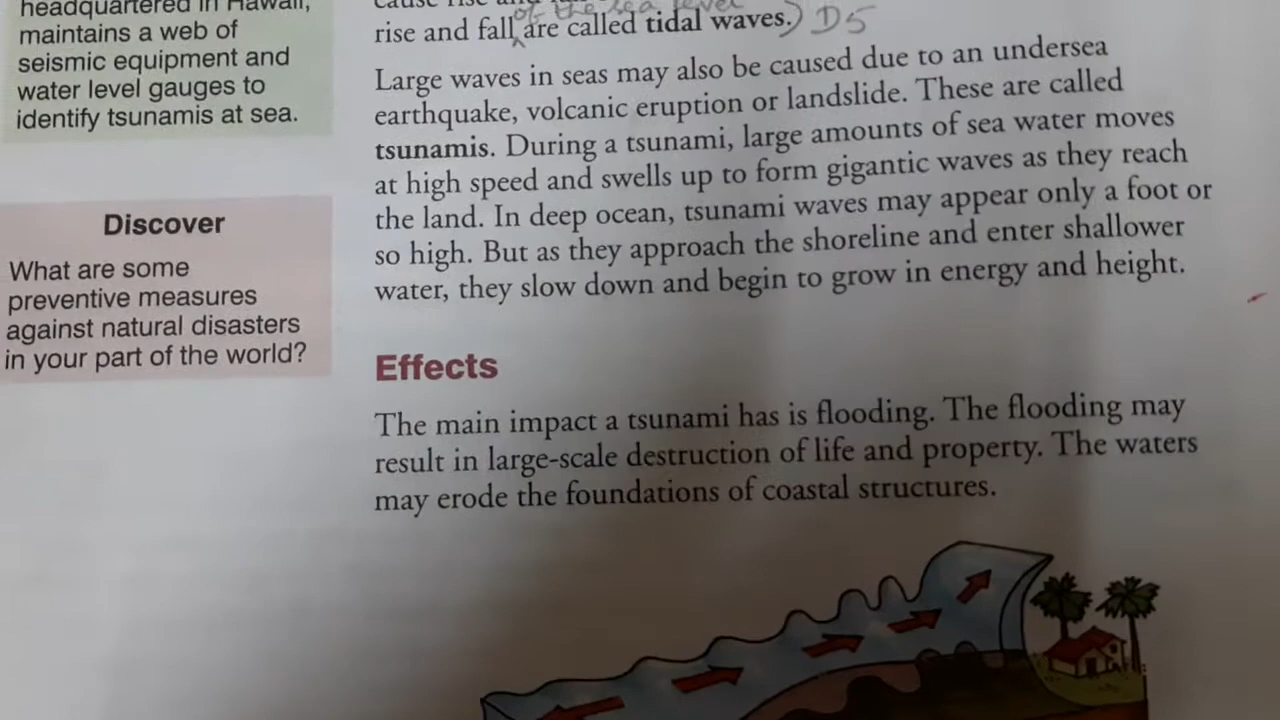 headquartered in Hawaii,
maintains a web of
seismic equipment and
water level gauges to
identify tsunamis at sea.
Discover
What are some
preventive measures
against natural disasters
in your part of the world?
cause rise and
of the sea level
rise and fall are called tidal waves.) D5
Large waves in seas may also be caused due to an undersea
earthquake, volcanic eruption or landslide. These are called
tsunamis. During a tsunami, large amounts of sea water moves
at high speed and swells up to form gigantic waves as they reach
the land. In deep ocean, tsunami waves may appear only a foot or
so high. But as they approach the shoreline and enter shallower
water, they slow down and begin to grow in energy and height.
Effects
The main impact a tsunami has is flooding. The flooding may
result in large-scale destruction of life and property. The waters
may erode the foundations of coastal structures.